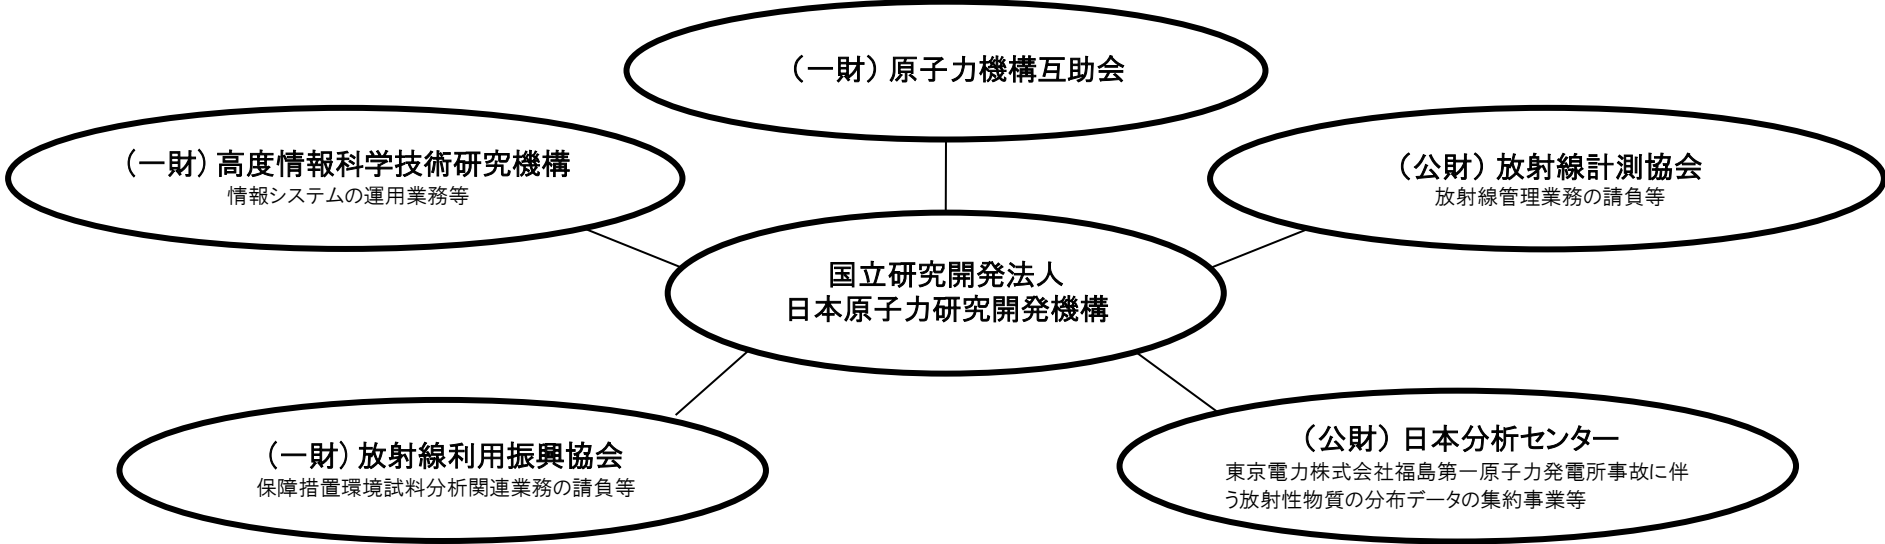 （一財）原子力機構互助会
（一財）高度情報科学技術研究機構
情報システムの運用業務等
（公財）放射線計測協会
放射線管理業務の請負等
国立研究開発法人
日本原子力研究開発機構
（一財）放射線利用振興協会
保障措置環境試料分析関連業務の請負等
（公財）日本分析センター
東京電力株式会社福島第一原子力発電所事故に伴
う放射性物質の分布データの集約事業等